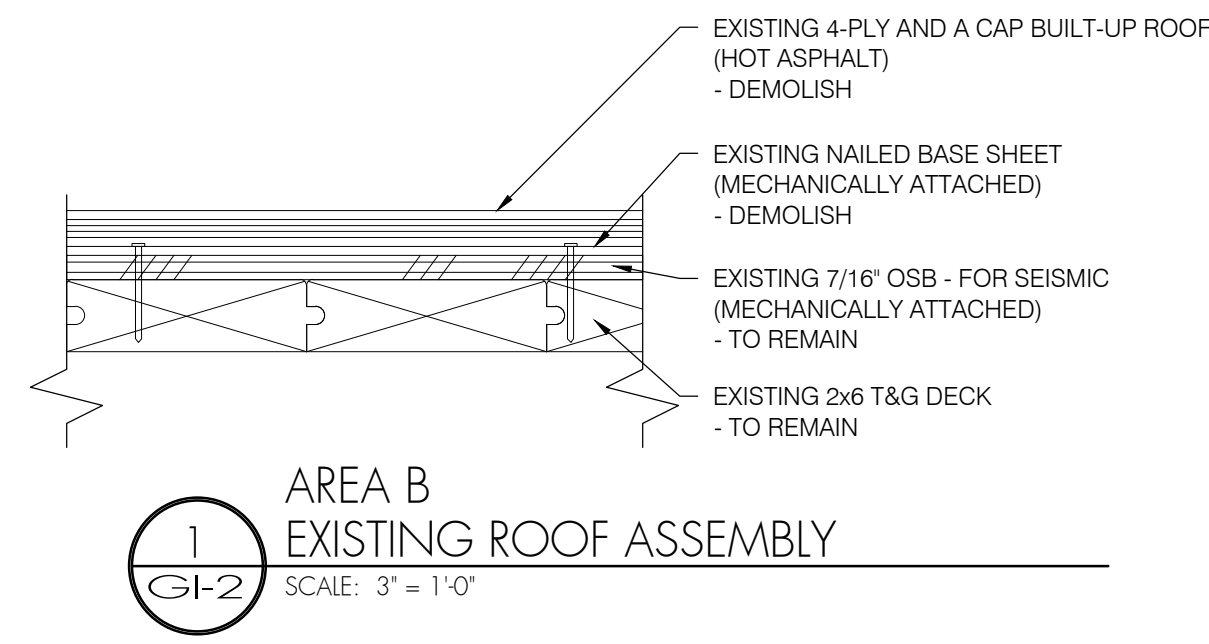 EXISTING 4-PLY AND A CAP BUILT-UP ROOF
(HOT ASPHALT)
- DEMOLISH
EXISTING NAILED BASE SHEET
(MECHANICALLY ATTACHED)
- DEMOLISH
EXISTING 7/16" OSB - FOR SEISMIC
(MECHANICALLY ATTACHED)
- TO REMAIN
EXISTING 2x6 T&G DECK
- TO REMAIN
AREA B
1
EXISTING ROOF ASSEMBLY
GI-2
SCALE: 3" = 1'-0"